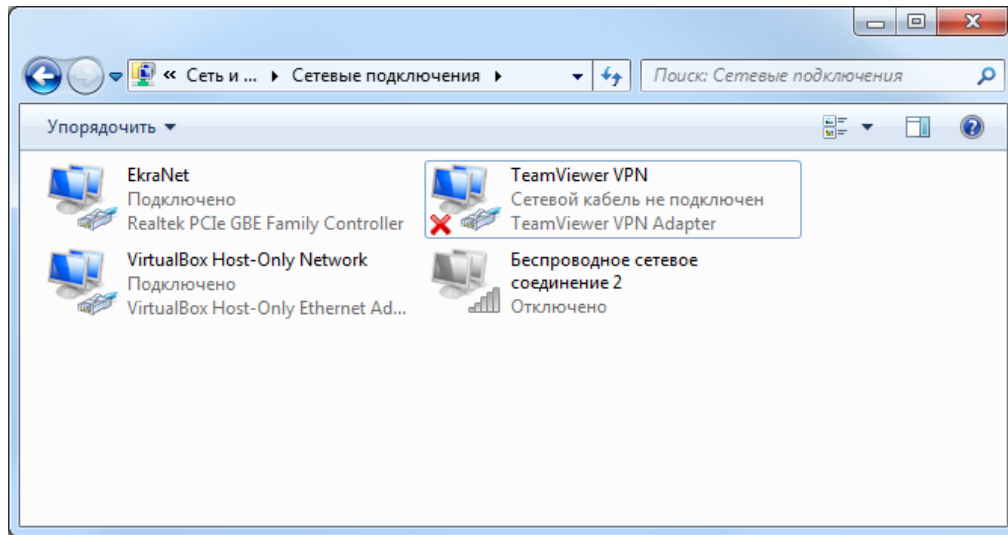 « Сеть и ... Сетевые подключения
Поиск: Сетевые подключения
Упорядочить
EkraNet
Подключено
Realtek PCIe GBE Family Controller
TeamViewer VPN
Сетевой кабель не подключен
TeamViewer VPN Adapter
VirtualBox Host-Only Network
Подключено
VirtualBox Host-Only Ethernet Ad...
Беспроводное сетевое
соединение 2
Отключено